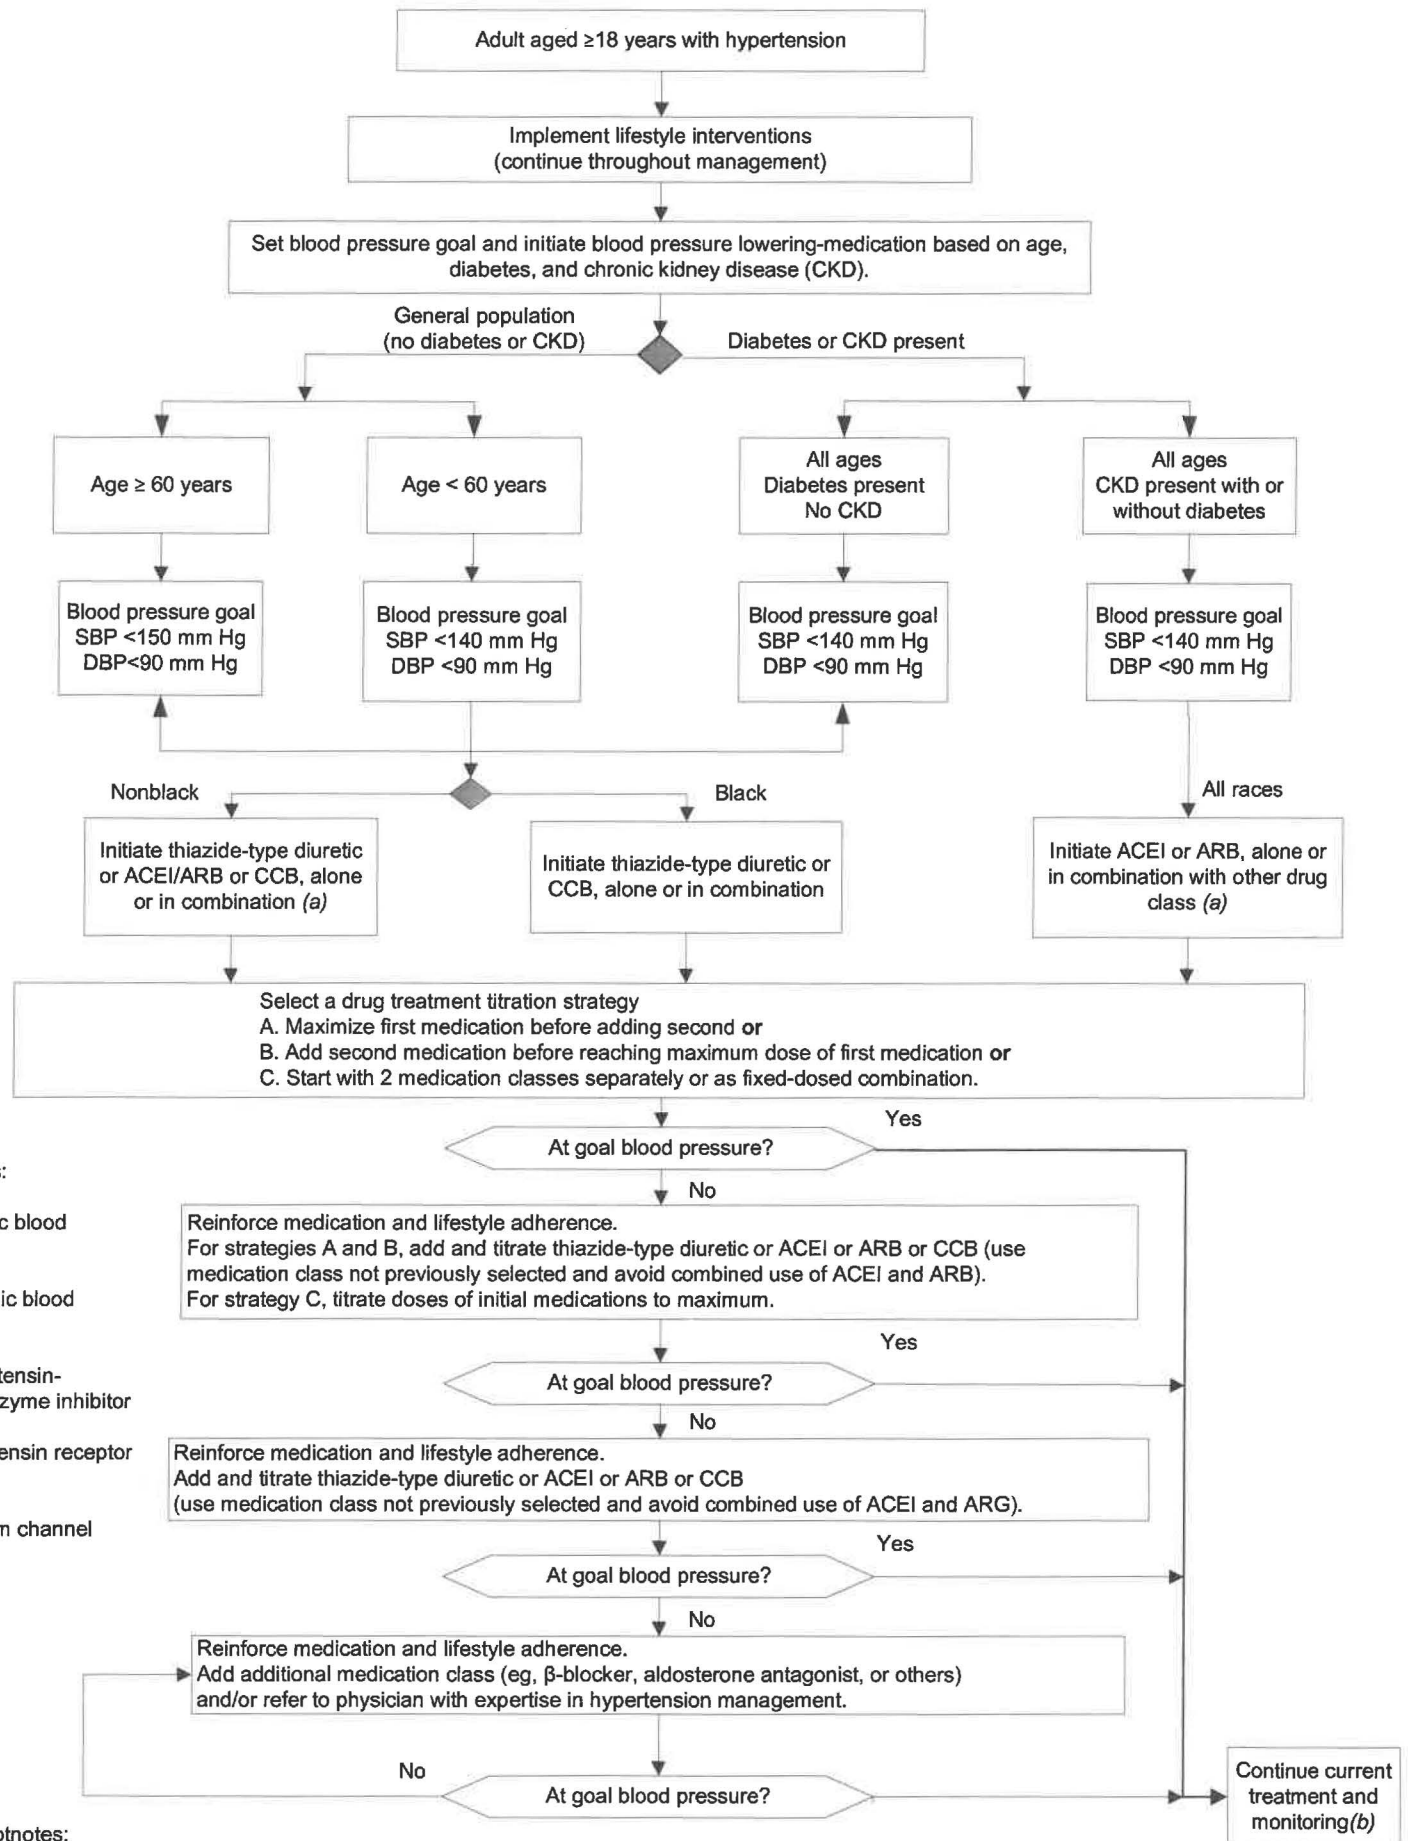 Adult aged ≥18 years with hypertension
Implement lifestyle interventions
(continue throughout management)
Set blood pressure goal and initiate blood pressure lowering-medication based on age,
diabetes, and chronic kidney disease (CKD).
General population
(no diabetes or CKD)
Diabetes or CKD present
Age ≥ 60 years
Age < 60 years
All ages
Diabetes present
No CKD
All ages
CKD present with or
without diabetes
Blood pressure goal
SBP <150 mm Hg
DBP<90 mm Hg
Blood pressure goal
SBP <140 mm Hg
DBP <90 mm Hg
Blood pressure goal
SBP <140 mm Hg
DBP <90 mm Hg
Blood pressure goal
SBP <140 mm Hg
DBP <90 mm Hg
Nonblack
Black
All races
Initiate thiazide-type diuretic
or ACEI/ARB or CCB, alone
or in combination (a)
Initiate thiazide-type diuretic or
CCB, alone or in combination
Initiate ACEI or ARB, alone or
in combination with other drug
class (a)
Select a drug treatment titration strategy
A. Maximize first medication before adding second or
B. Add second medication before reaching maximum dose of first medication or
C. Start with 2 medication classes separately or as fixed-dosed combination.
At goal blood pressure?
Yes
No
Reinforce medication and lifestyle adherence.
For strategies A and B, add and titrate thiazide-type diuretic or ACEI or ARB or CCB (use
medication class not previously selected and avoid combined use of ACEI and ARB).
For strategy C, titrate doses of initial medications to maximum.
At goal blood pressure?
Yes
No
Reinforce medication and lifestyle adherence.
Add and titrate thiazide-type diuretic or ACEI or ARB or CCB
(use medication class not previously selected and avoid combined use of ACEI and ARG).
At goal blood pressure?
Yes
No
Reinforce medication and lifestyle adherence.
Add additional medication class (eg, β-blocker, aldosterone antagonist, or others)
and/or refer to physician with expertise in hypertension management.
No
At goal blood pressure?
Continue current
treatment and
monitoring(b)
blood
blood
zyme inhibitor
receptor
channel